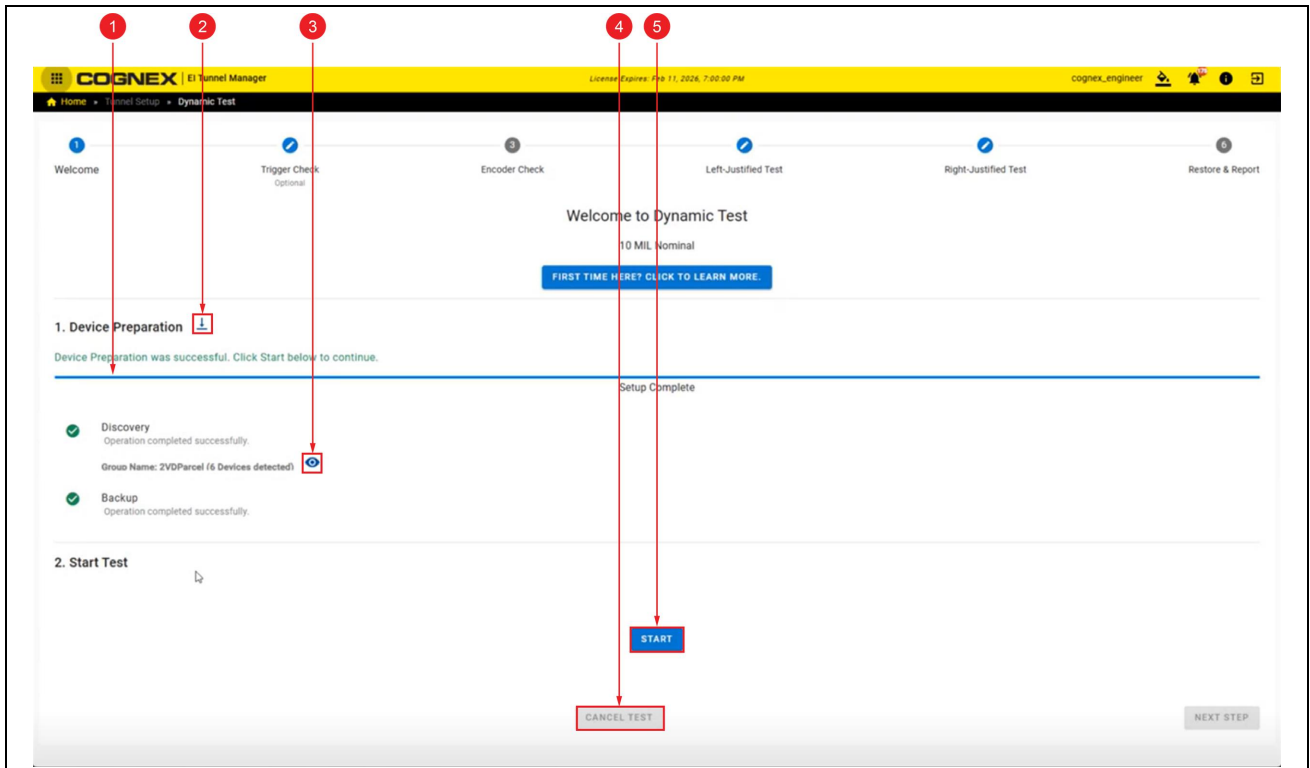 1 2 3 4 5
COGNEX | EI Tunnel Manager License Expires: Feb 11, 2026, 7:00:00 PM cognex_engineer
Home » Tunnel Setup » Dynamic Test
1 3 6
Welcome Trigger Check Encoder Check Left-Justified Test Right-Justified Test Restore & Report
Optional
Welcome to Dynamic Test
10 MIL Nominal
FIRST TIME HERE? CLICK TO LEARN MORE.
1. Device Preparation
Device Preparation was successful. Click Start below to continue.
Setup Complete
Discovery
Operation completed successfully.
Group Name: 2VDParcel (6 Devices detected)
Backup
Operation completed successfully.
2. Start Test
START
CANCEL TEST NEXT STEP